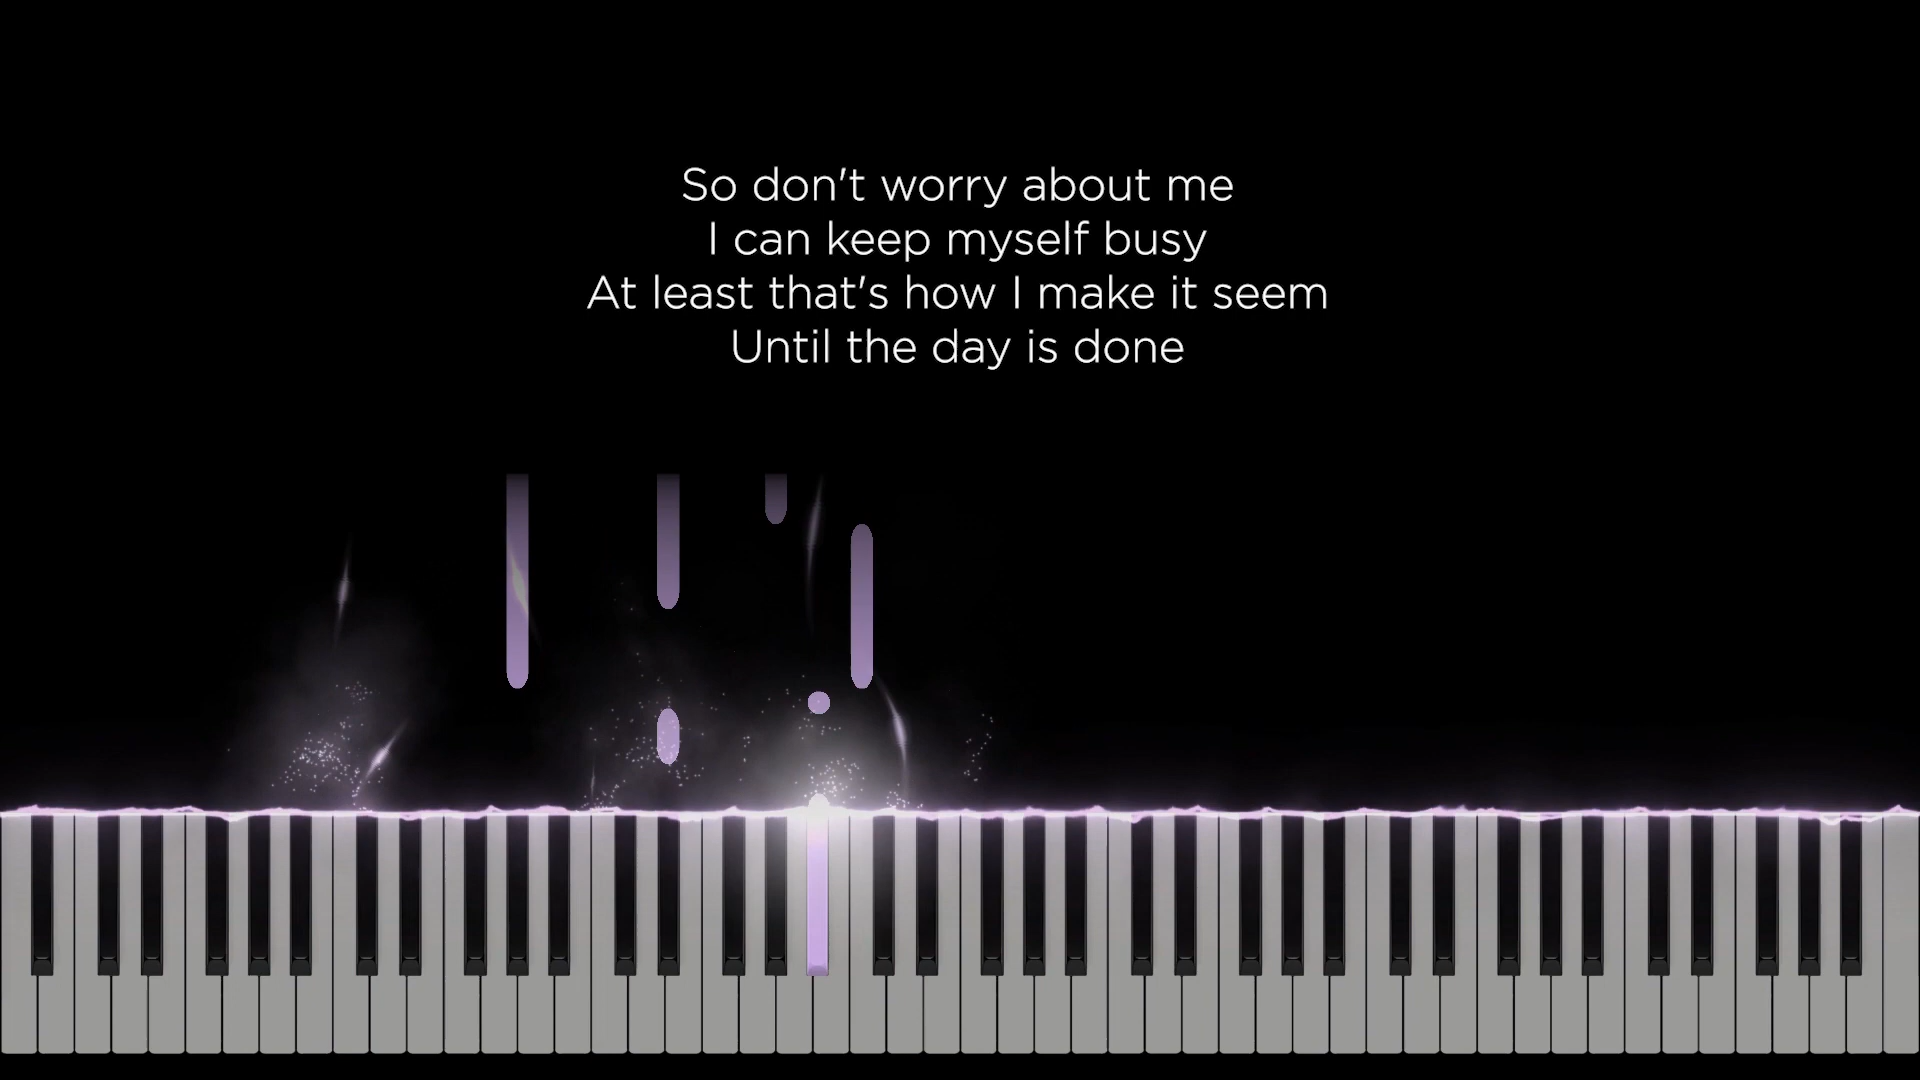 So don't worry about me
I can keep myself busy
At least that's how I make it seem
Until the day is done